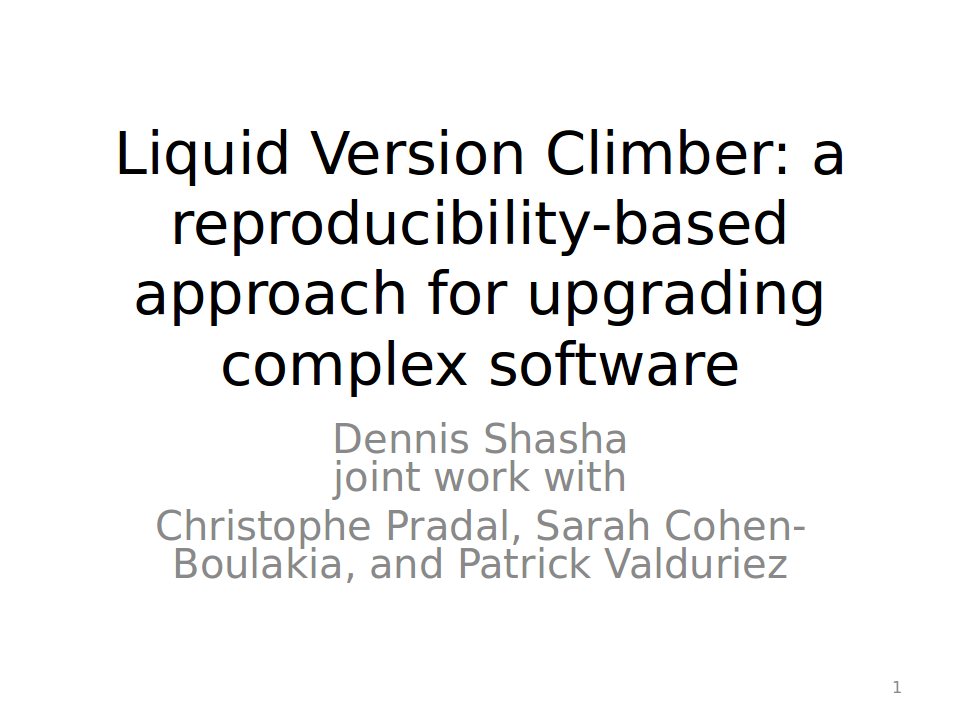 Liquid Version Climber: a
reproducibility-based
approach for upgrading
complex software
Dennis Shasha
joint work with
Christophe Pradal, Sarah Cohen-
Boulakia, and Patrick Valduriez
1